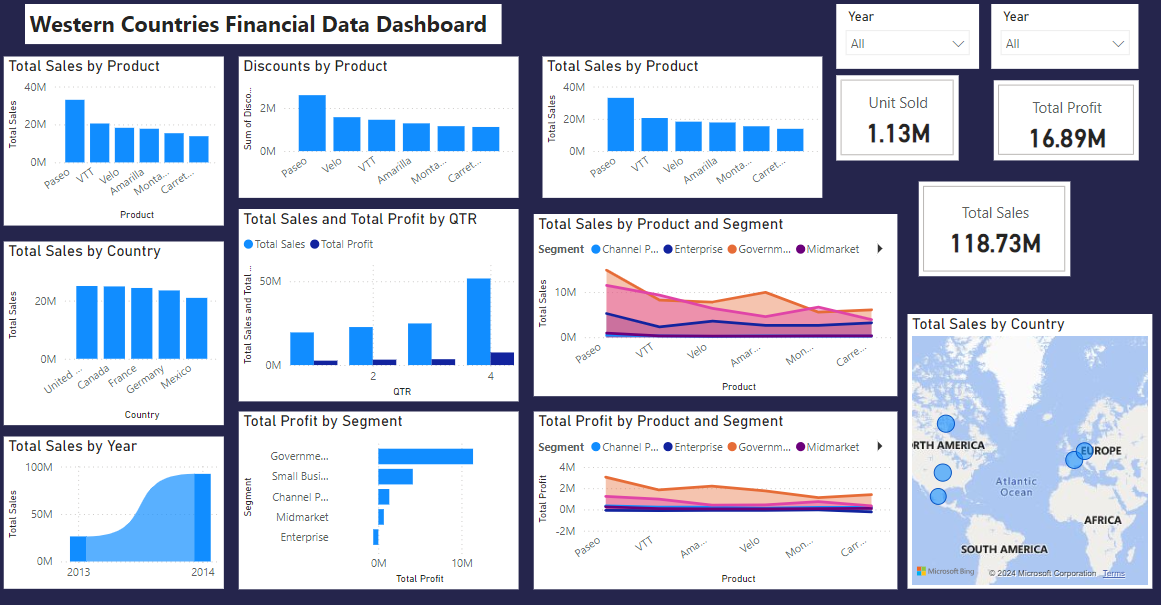 Western Countries Financial Data Dashboard
Year
All
Year
All
Unit Sold
1.13M
Total Profit
16.89M
Total Sales
118.73M
Total Sales by Product
Total Sales
40M
20M
0M
Paseo
VTT
Velo
Amarilla
Monta...
Carret...
Product
Discounts by Product
Sum of Disco...
2M
0M
Paseo
Velo
VTT
Amarilla
Mont...
Carret...
Total Sales by Product
Total Sales
40M
20M
0M
Paseo
VTT
Velo
Amarilla
Mont...
Carret...
Total Sales by Country
Total Sales
20M
0M
United ...
Canada
France
Germany
Mexico
Country
Total Sales and Total Profit by QTR
Total Sales
Total Profit
Total Sales and Total ...
50M
0M
2
4
QTR
Total Sales by Product and Segment
Segment
Channel P...
Enterprise
Governm...
Midmarket
Total Sales
10M
0M
Paseo
VTT
Velo
Amar...
Mon...
Carre...
Product
Total Sales by Year
Total Sales
100M
50M
0M
2013
2014
Total Profit by Segment
Segment
Governme...
Small Busi...
Channel P...
Midmarket
Enterprise
0M
10M
Total Profit
Total Profit by Product and Segment
Segment
Channel P...
Enterprise
Governm...
Midmarket
Total Profit
4M
2M
0M
-2M
Paseo
VTT
Ama...
Velo
Mon...
Carr...
Product
Total Sales by Country
RTH AMERICA
EUROPE
Atlantic
Ocean
AFRICA
SOUTH AMERICA
Microsoft Bing
© 2024 Microsoft Corporation
Terms